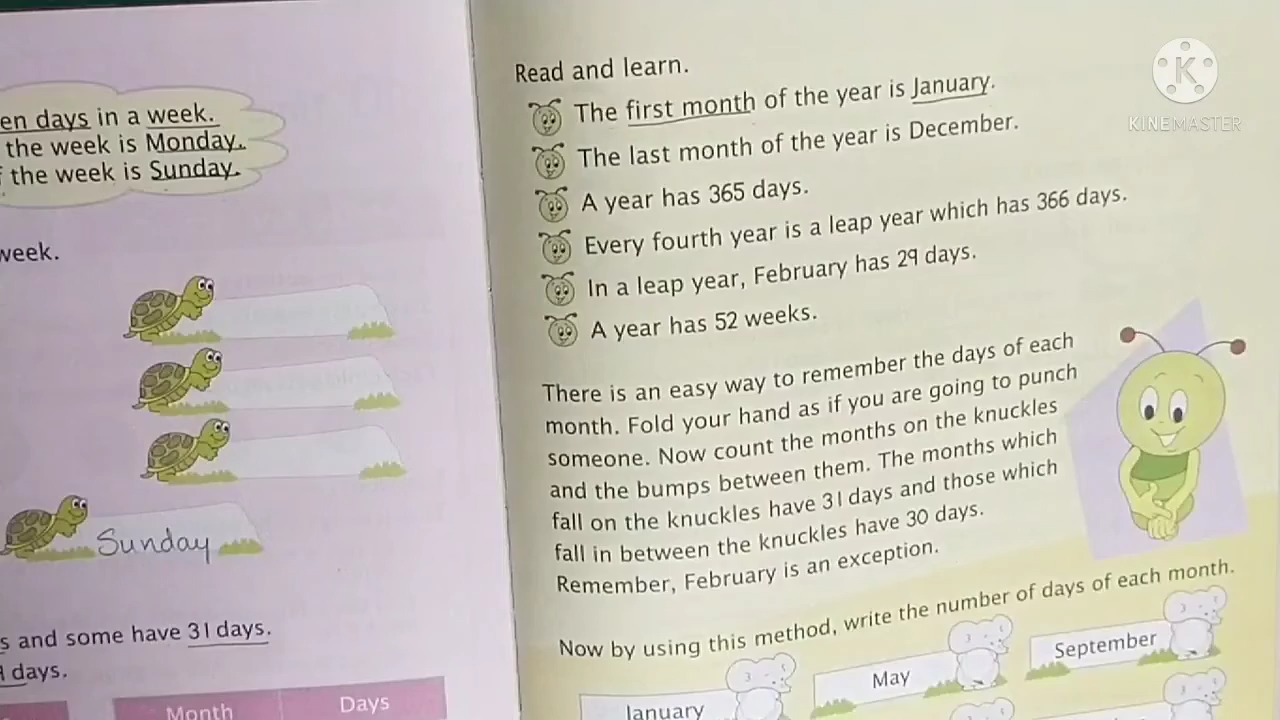 en days in a week.
the week is Monday.
the week is Sunday.
week.
Sunday
and some have 31 days.
days.
Month Days
Read and learn.
The first month of the year is January.
The last month of the year is December.
A year has 365 days.
Every fourth year is a leap year which has 366 days.
In a leap year, February has 29 days.
A year has 52 weeks.
There is an easy way to remember the days of each
month. Fold your hand as if you are going to punch
someone. Now count the months on the knuckles
and the bumps between them. The months which
fall on the knuckles have 31 days and those which
fall in between the knuckles have 30 days.
Remember, February is an exception.
Now by using this method, write the number of days of each month.
January
May
September
K
KINEMASTER